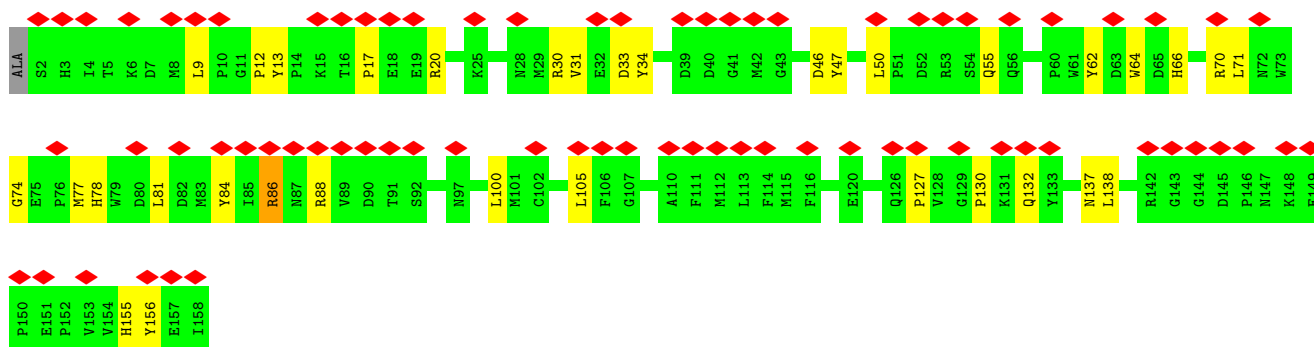 ALA S2 H3 I4 T5 K6 D7 M8 L9 P10 G11 P12 Y13 P14 K15 T16 P17 E18 E19 R20 K25 N28 M29 R30 V31 E32 D33 Y34 D39 D40 G41 M42 G43 D46 Y47 L50 P51 D52 R53 S54 Q55 Q56 P60 W61 Y62 D63 W64 D65 H66 R70 L71 N72 W73
G74 E75 P76 M77 H78 W79 D80 L81 D82 M83 Y84 I85 R86 N87 R88 V89 D90 T91 S92 N97 L100 M101 C102 L105 F106 G107 A110 F111 M112 L113 F114 M115 F116 E120 Q126 P127 V128 G129 P130 K131 Q132 Y133 N137 L138 R142 G143 G144 D145 P146 N147 K148 E149
P150 E151 P152 V153 V154 H155 Y156 E157 I158